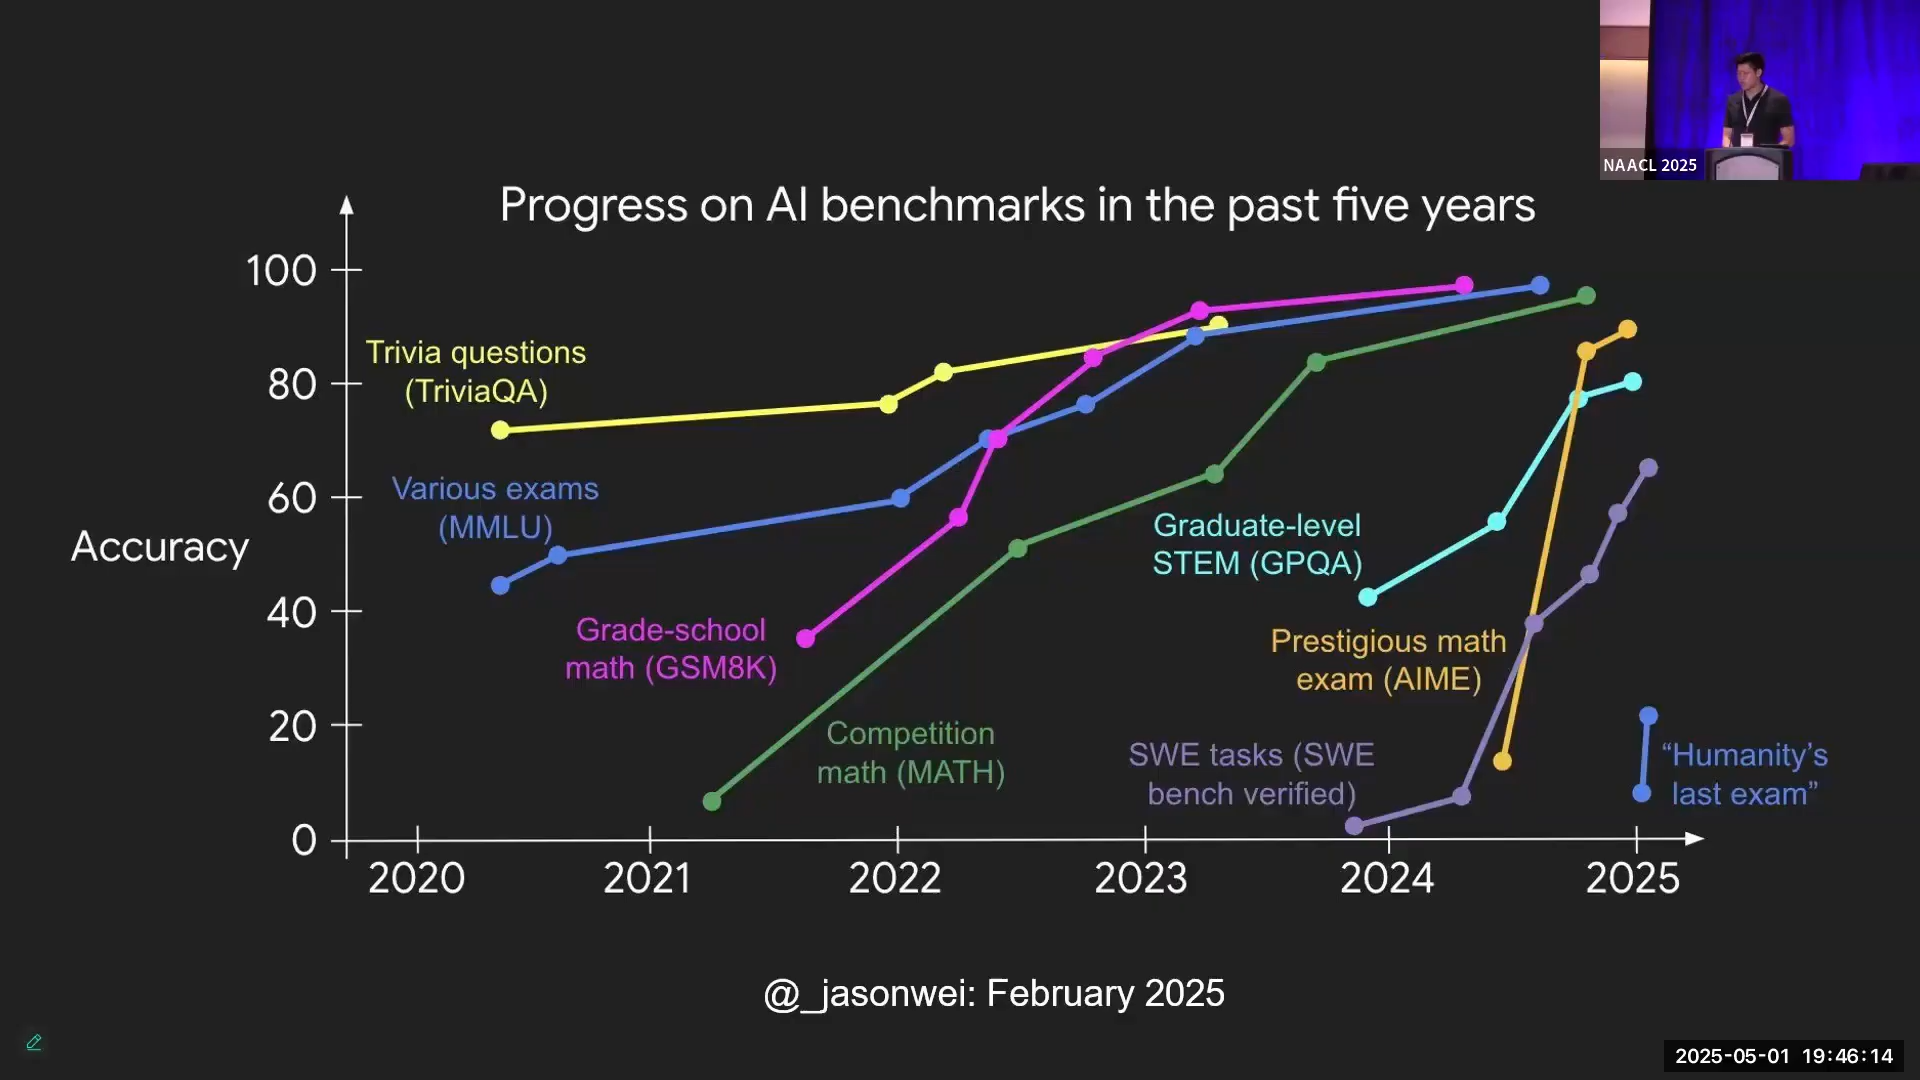 NAACL 2025
Progress on AI benchmarks in the past five years
100
80
60
40
20
0
Accuracy
Trivia questions
(TriviaQA)
Various exams
(MMLU)
Grade-school
math (GSM8K)
Competition
math (MATH)
Graduate-level
STEM (GPQA)
Prestigious math
exam (AIME)
SWE tasks (SWE
bench verified)
“Humanity’s
last exam”
2020
2021
2022
2023
2024
2025
@_jasonwei: February 2025
2025-05-01 19:46:14